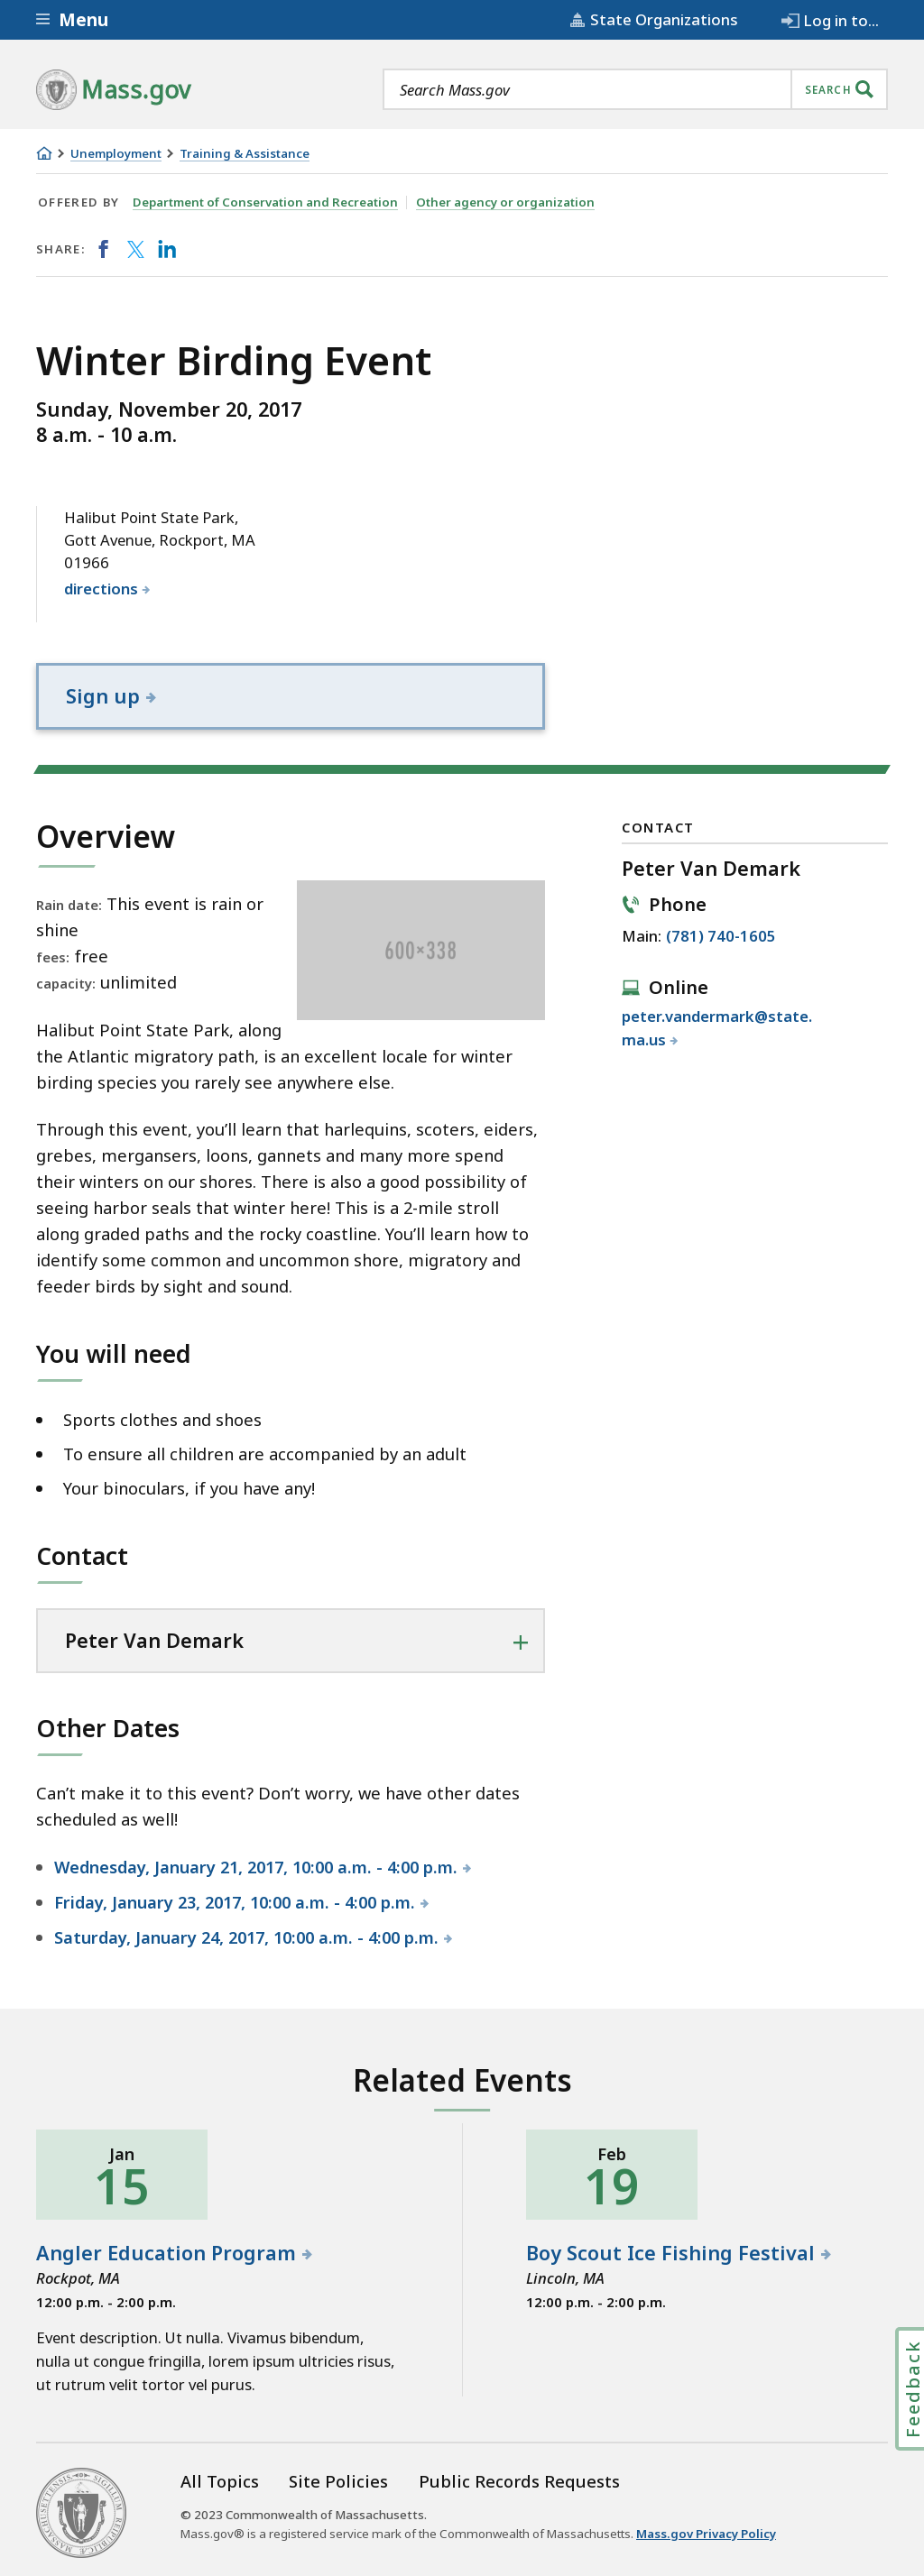 Menu
State Organizations
Log in to...
Mass.gov
Search Mass.gov
SEARCH
Unemployment
Training & Assistance
OFFERED BY Department of Conservation and Recreation Other agency or organization
SHARE:
Winter Birding Event
Sunday, November 20, 2017
8 a.m. - 10 a.m.
Halibut Point State Park,
Gott Avenue, Rockport, MA
01966
directions
Sign up
Overview
Rain date: This event is rain or
shine
fees: free
capacity: unlimited
600×338
Halibut Point State Park, along
the Atlantic migratory path, is an excellent locale for winter
birding species you rarely see anywhere else.
Through this event, you’ll learn that harlequins, scoters, eiders,
grebes, mergansers, loons, gannets and many more spend
their winters on our shores. There is also a good possibility of
seeing harbor seals that winter here! This is a 2-mile stroll
along graded paths and the rocky coastline. You’ll learn how to
identify some common and uncommon shore, migratory and
feeder birds by sight and sound.
You will need
Sports clothes and shoes
To ensure all children are accompanied by an adult
Your binoculars, if you have any!
Contact
Peter Van Demark
Other Dates
Can’t make it to this event? Don’t worry, we have other dates
scheduled as well!
Wednesday, January 21, 2017, 10:00 a.m. - 4:00 p.m.
Friday, January 23, 2017, 10:00 a.m. - 4:00 p.m.
Saturday, January 24, 2017, 10:00 a.m. - 4:00 p.m.
CONTACT
Peter Van Demark
Phone
Main: (781) 740-1605
Online
peter.vandermark@state.
ma.us
Related Events
Jan
15
Angler Education Program
Rockpot, MA
12:00 p.m. - 2:00 p.m.
Event description. Ut nulla. Vivamus bibendum,
nulla ut congue fringilla, lorem ipsum ultricies risus,
ut rutrum velit tortor vel purus.
Feb
19
Boy Scout Ice Fishing Festival
Lincoln, MA
12:00 p.m. - 2:00 p.m.
Feedback
All Topics Site Policies Public Records Requests
© 2023 Commonwealth of Massachusetts.
Mass.gov® is a registered service mark of the Commonwealth of Massachusetts. Mass.gov Privacy Policy